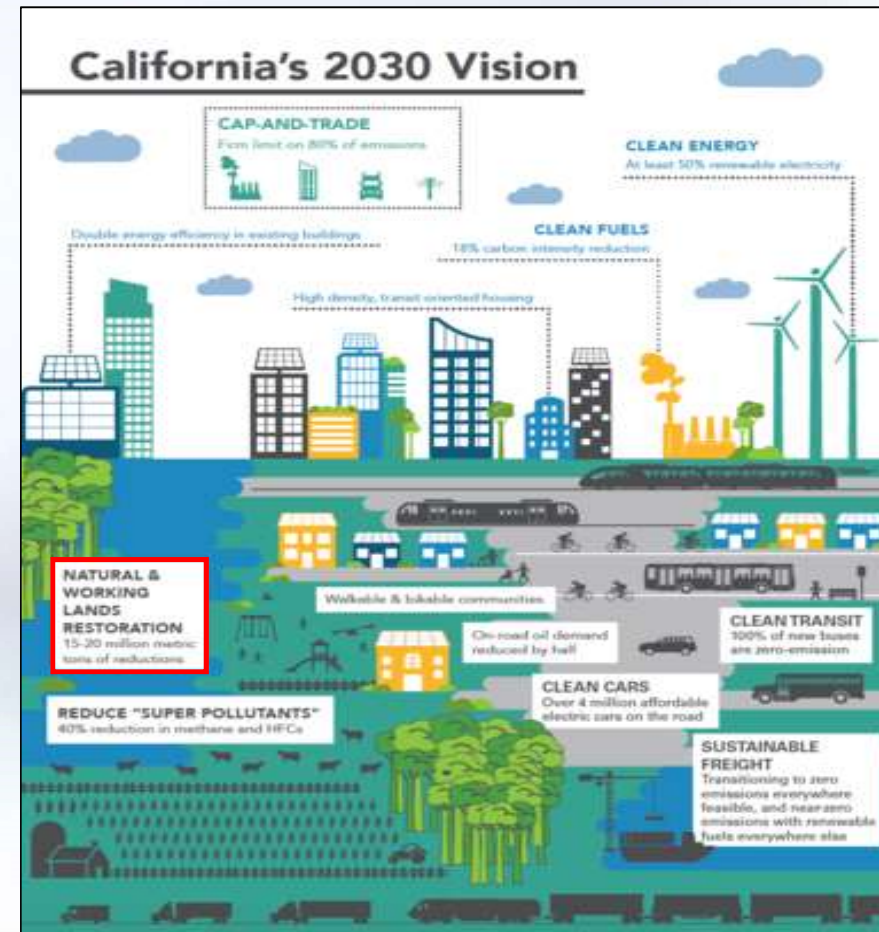 California's 2030 Vision
CAP-AND-TRADE
Firm limit on 80% of emissions
CLEAN ENERGY
At least 50% renewable electricity
Double energy efficiency in existing buildings
CLEAN FUELS
18% carbon intensity reduction
High density, transit oriented housing
NATURAL &
WORKING
LANDS
RESTORATION
15-20 million metric
tons of reductions
Walkable & bikable communities
On-road oil demand
reduced by half
CLEAN TRANSIT
100% of new buses
are zero-emission
CLEAN CARS
Over 4 million affordable
electric cars on the road
REDUCE "SUPER POLLUTANTS"
40% reduction in methane and HFCs
SUSTAINABLE
FREIGHT
Transitioning to zero
emissions everywhere
feasible, and near-zero
emissions with renewable
fuels everywhere else